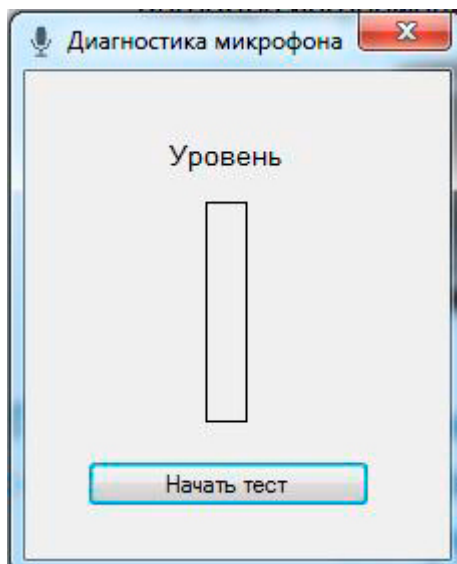 Диагностика микрофона
Уровень
Начать тест